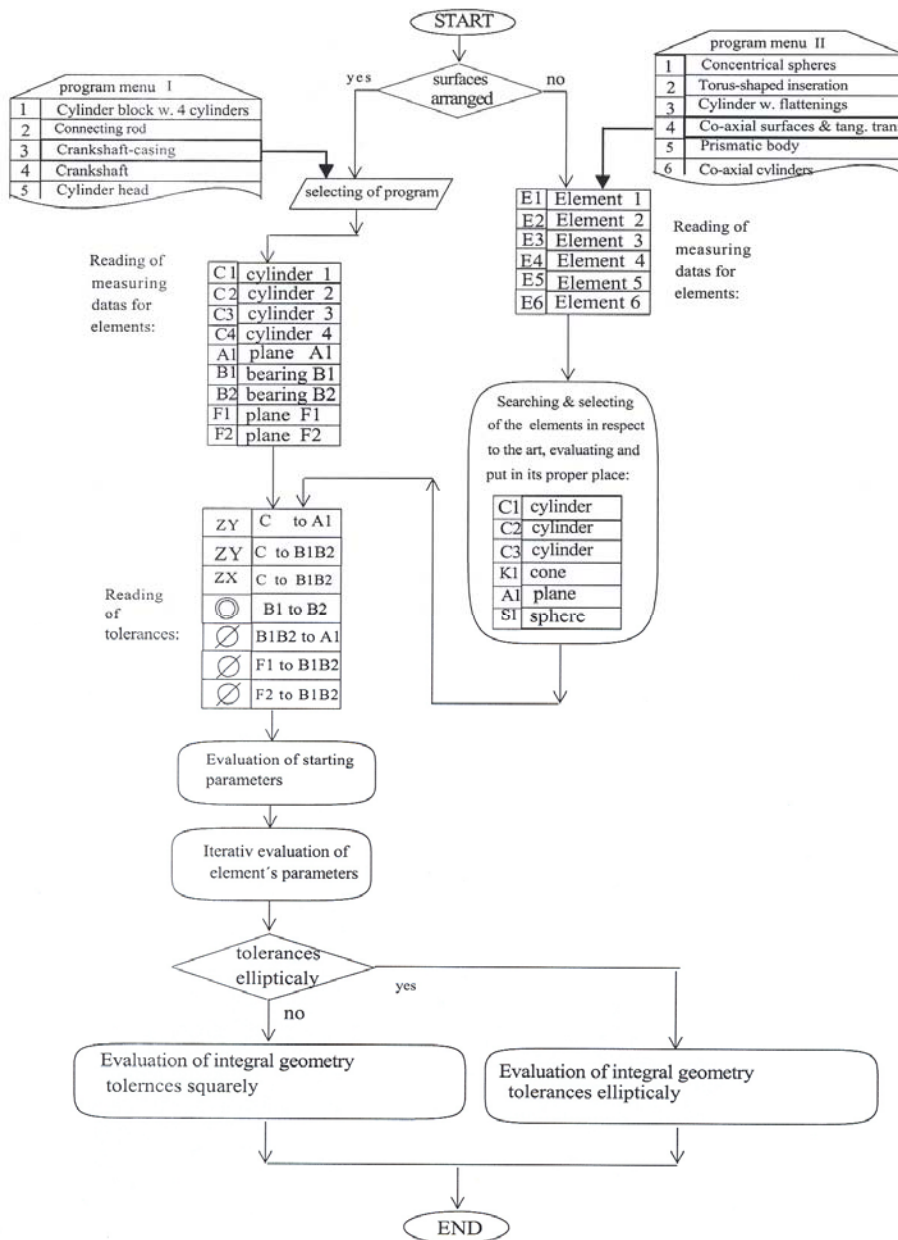 START
surfaces
arranged
yes
no
program menu I
1 Cylinder block w. 4 cylinders
2 Connecting rod
3 Crankshaft-casing
4 Crankshaft
5 Cylinder head
program menu II
1 Concentrical spheres
2 Torus-shaped inseration
3 Cylinder w. flattenings
4 Co-axial surfaces & tang. tran
5 Prismatic body
6 Co-axial cylinders
selecting of program
Reading of
measuring
datas for
elements:
C1 cylinder 1
C2 cylinder 2
C3 cylinder 3
C4 cylinder 4
A1 plane A1
B1 bearing B1
B2 bearing B2
F1 plane F1
F2 plane F2
E1 Element 1
E2 Element 2
E3 Element 3
E4 Element 4
E5 Element 5
E6 Element 6
Reading of
measuring
datas for
elements:
Searching & selecting
of the elements in respect
to the art, evaluating and
put in its proper place:
C1 cylinder
C2 cylinder
C3 cylinder
K1 cone
A1 plane
S1 sphere
Reading
of
tolerances:
ZY C to A1
ZY C to B1B2
ZX C to B1B2
◎ B1 to B2
⌀ B1B2 to A1
⌀ F1 to B1B2
⌀ F2 to B1B2
Evaluation of starting
parameters
Iterativ evaluation of
element´s parameters
tolerances
ellipticaly
yes
no
Evaluation of integral geometry
tolernces squarely
Evaluation of integral geometry
tolerances ellipticaly
END